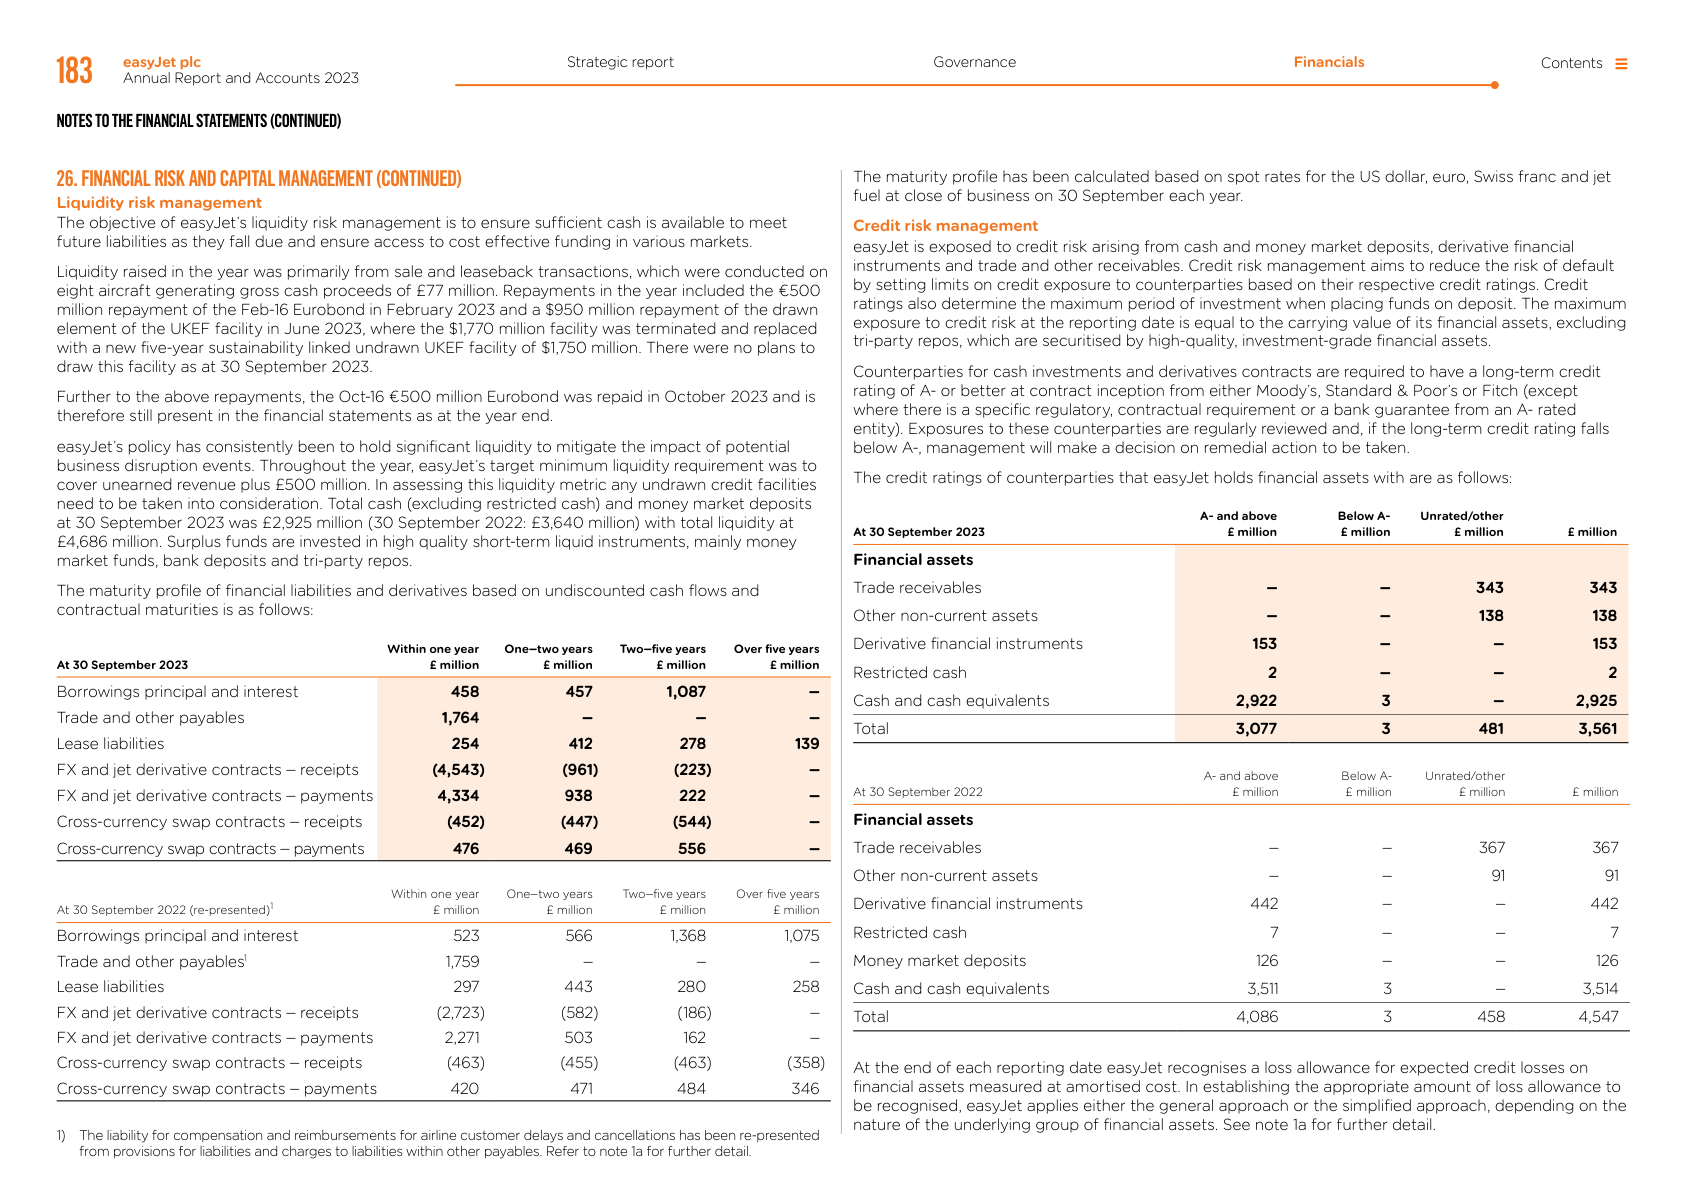 183
easyJet plc
Annual Report and Accounts 2023
Strategic report
Governance
Financials
Contents
NOTES TO THE FINANCIAL STATEMENTS (CONTINUED)
26. FINANCIAL RISK AND CAPITAL MANAGEMENT (CONTINUED)
Liquidity risk management
The objective of easyJet's liquidity risk management is to ensure sufficient cash is available to meet
future liabilities as they fall due and ensure access to cost effective funding in various markets.
Liquidity raised in the year was primarily from sale and leaseback transactions, which were conducted on
eight aircraft generating gross cash proceeds of £77 million. Repayments in the year included the €500
million repayment of the Feb-16 Eurobond in February 2023 and a $950 million repayment of the drawn
element of the UKEF facility in June 2023, where the $1,770 million facility was terminated and replaced
with a new five-year sustainability linked undrawn UKEF facility of $1,750 million. There were no plans to
draw this facility as at 30 September 2023.
Further to the above repayments, the Oct-16 €500 million Eurobond was repaid in October 2023 and is
therefore still present in the financial statements as at the year end.
easyJet's policy has consistently been to hold significant liquidity to mitigate the impact of potential
business disruption events. Throughout the year, easyJet's target minimum liquidity requirement was to
cover unearned revenue plus £500 million. In assessing this liquidity metric any undrawn credit facilities
need to be taken into consideration. Total cash (excluding restricted cash) and money market deposits
at 30 September 2023 was £2,925 million (30 September 2022: £3,640 million) with total liquidity at
£4,686 million. Surplus funds are invested in high quality short-term liquid instruments, mainly money
market funds, bank deposits and tri-party repos.
The maturity profile of financial liabilities and derivatives based on undiscounted cash flows and
contractual maturities is as follows:
Within one year One–two years Two–five years Over five years
At 30 September 2023 £ million £ million £ million £ million
Borrowings principal and interest 458 457 1,087 –
Trade and other payables 1,764 – – –
Lease liabilities 254 412 278 139
FX and jet derivative contracts – receipts (4,543) (961) (223) –
FX and jet derivative contracts – payments 4,334 938 222 –
Cross-currency swap contracts – receipts (452) (447) (544) –
Cross-currency swap contracts – payments 476 469 556 –
Within one year One–two years Two–five years Over five years
At 30 September 2022 (re-presented)1 £ million £ million £ million £ million
Borrowings principal and interest 523 566 1,368 1,075
Trade and other payables1 1,759 – – –
Lease liabilities 297 443 280 258
FX and jet derivative contracts – receipts (2,723) (582) (186) –
FX and jet derivative contracts – payments 2,271 503 162 –
Cross-currency swap contracts – receipts (463) (455) (463) (358)
Cross-currency swap contracts – payments 420 471 484 346
1) The liability for compensation and reimbursements for airline customer delays and cancellations has been re-presented
from provisions for liabilities and charges to liabilities within other payables. Refer to note 1a for further detail.
The maturity profile has been calculated based on spot rates for the US dollar, euro, Swiss franc and jet
fuel at close of business on 30 September each year.
Credit risk management
easyJet is exposed to credit risk arising from cash and money market deposits, derivative financial
instruments and trade and other receivables. Credit risk management aims to reduce the risk of default
by setting limits on credit exposure to counterparties based on their respective credit ratings. Credit
ratings also determine the maximum period of investment when placing funds on deposit. The maximum
exposure to credit risk at the reporting date is equal to the carrying value of its financial assets, excluding
tri-party repos, which are securitised by high-quality, investment-grade financial assets.
Counterparties for cash investments and derivatives contracts are required to have a long-term credit
rating of A- or better at contract inception from either Moody's, Standard & Poor's or Fitch (except
where there is a specific regulatory, contractual requirement or a bank guarantee from an A- rated
entity). Exposures to these counterparties are regularly reviewed and, if the long-term credit rating falls
below A-, management will make a decision on remedial action to be taken.
The credit ratings of counterparties that easyJet holds financial assets with are as follows:
A- and above Below A- Unrated/other
At 30 September 2023 £ million £ million £ million £ million
Financial assets
Trade receivables – – 343 343
Other non-current assets – – 138 138
Derivative financial instruments 153 – – 153
Restricted cash 2 – – 2
Cash and cash equivalents 2,922 3 – 2,925
Total 3,077 3 481 3,561
A- and above Below A- Unrated/other
At 30 September 2022 £ million £ million £ million £ million
Financial assets
Trade receivables – – 367 367
Other non-current assets – – 91 91
Derivative financial instruments 442 – – 442
Restricted cash 7 – – 7
Money market deposits 126 – – 126
Cash and cash equivalents 3,511 3 – 3,514
Total 4,086 3 458 4,547
At the end of each reporting date easyJet recognises a loss allowance for expected credit losses on
financial assets measured at amortised cost. In establishing the appropriate amount of loss allowance to
be recognised, easyJet applies either the general approach or the simplified approach, depending on the
nature of the underlying group of financial assets. See note 1a for further detail.